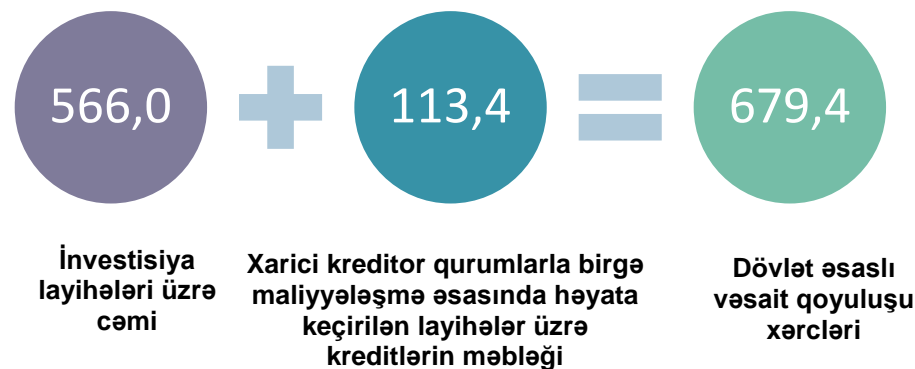 566,0
113,4
679,4
İnvestisiya
layihələri üzrə
cəmi
Xarici kreditor qurumlarla birgə
maliyyələşmə əsasında həyata
keçirilən layihələr üzrə
kreditlərin məbləği
Dövlət əsaslı
vəsait qoyuluşu
xərcləri